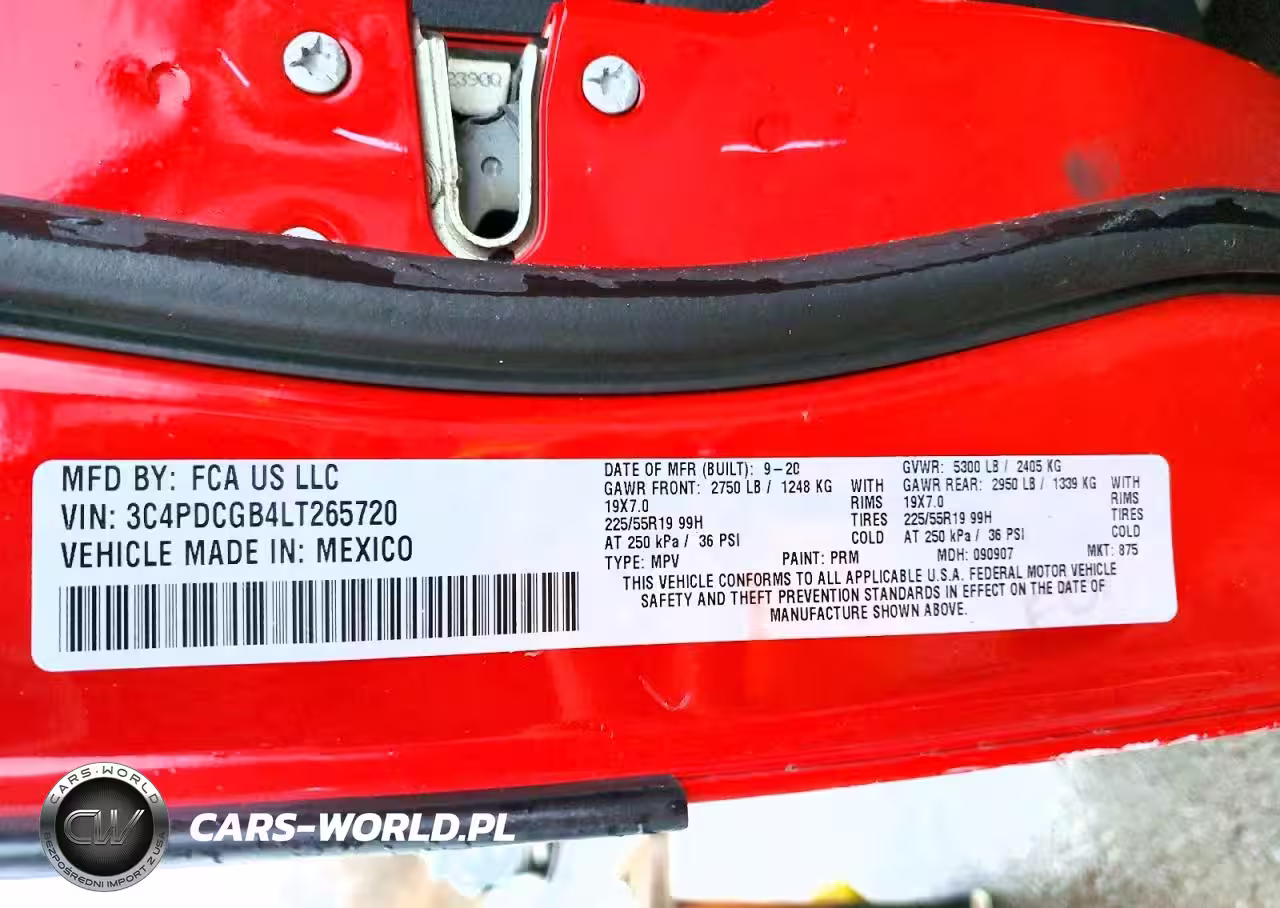 2390Q
MFD BY: FCA US LLC
VIN: 3C4PDCGB4LT265720
VEHICLE MADE IN: MEXICO
DATE OF MFR (BUILT): 9-20 GVWR: 5300 LB / 2405 KG
GAWR FRONT: 2750 LB / 1248 KG WITH GAWR REAR: 2950 LB / 1339 KG WITH
19X7.0 RIMS 19X7.0 RIMS
225/55R19 99H TIRES 225/55R19 99H TIRES
AT 250 kPa / 36 PSI COLD AT 250 kPa / 36 PSI COLD
TYPE: MPV PAINT: PRM MDH: 090907 MKT: 875
THIS VEHICLE CONFORMS TO ALL APPLICABLE U.S.A. FEDERAL MOTOR VEHICLE
SAFETY AND THEFT PREVENTION STANDARDS IN EFFECT ON THE DATE OF
MANUFACTURE SHOWN ABOVE.
CARS-WORLD
CW
BEZPOŚREDNI IMPORT Z USA
CARS-WORLD.PL